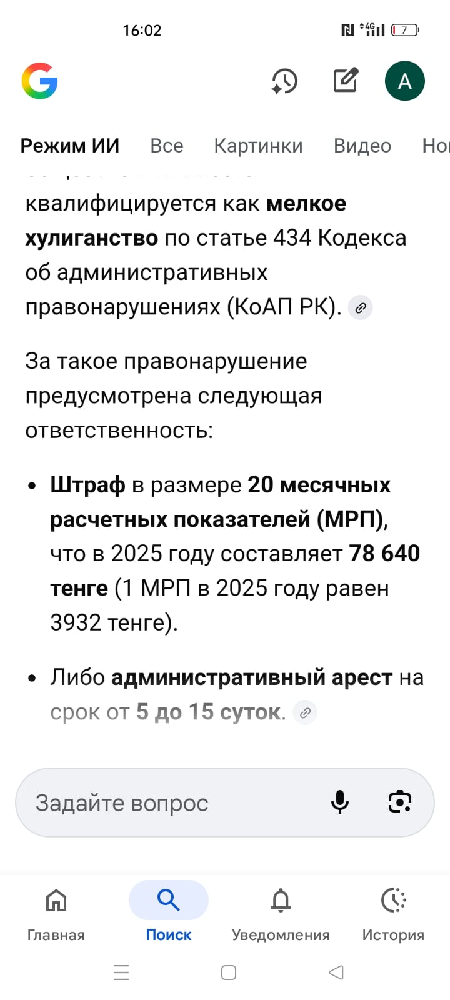 16:02
4G
7
A
Режим ИИ Все Картинки Видео
квалифицируется как мелкое
хулиганство по статье 434 Кодекса
об административных
правонарушениях (КоАП РК).
За такое правонарушение
предусмотрена следующая
ответственность:
• Штраф в размере 20 месячных
расчетных показателей (МРП),
что в 2025 году составляет 78 640
тенге (1 МРП в 2025 году равен
3932 тенге).
• Либо административный арест на
срок от 5 до 15 суток.
Задайте вопрос
Главная Поиск Уведомления История